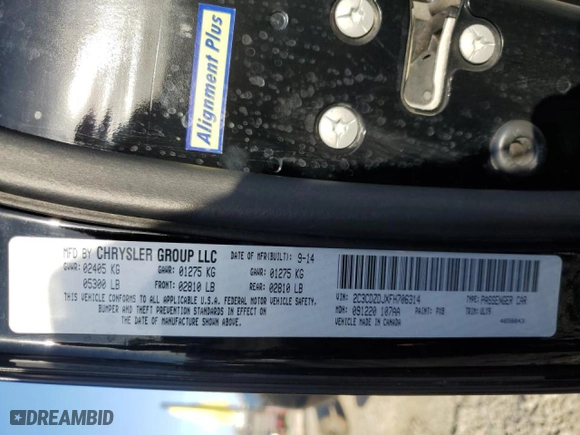 Alignment Plus
MFD BY CHRYSLER GROUP LLC DATE OF MFR(BUILT): 9-14
GVWR: 02405 KG GAWR: 01275 KG GAWR: 01275 KG
05300 LB FRONT: 02810 LB REAR: 02810 LB
THIS VEHICLE CONFORMS TO ALL APPLICABLE U.S.A. FEDERAL MOTOR VEHICLE SAFETY,
BUMPER AND THEFT PREVENTION STANDARDS IN EFFECT ON
THE DATE OF MANUFACTURE SHOWN ABOVE.
VIN: 2C3CDZDJXFH706314 TYPE: PASSENGER CAR
MDH: 091220 107AA PAINT: PX8 TRIM:
VEHICLE MADE IN CANADA
DREAMBID